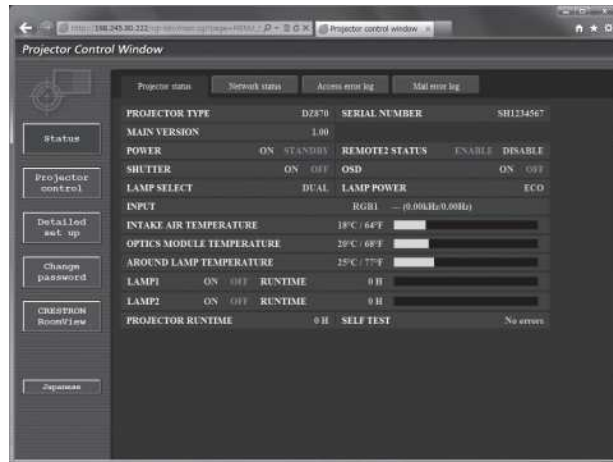 Projector control window
Projector Control Window
Projector status
Network status
Access error log
Mail error log
Status
Projector control
Detailed set up
Change password
CRESTRON RoomView
Japanese
PROJECTOR TYPE DZ870 SERIAL NUMBER SH1234567
MAIN VERSION 1.00
POWER ON STANDBY REMOTE2 STATUS ENABLE DISABLE
SHUTTER ON OFF OSD ON OFF
LAMP SELECT DUAL LAMP POWER ECO
INPUT RGB1 --- (0.00kHz/0.00Hz)
INTAKE AIR TEMPERATURE 18°C / 64°F
OPTICS MODULE TEMPERATURE 20°C / 68°F
AROUND LAMP TEMPERATURE 25°C / 77°F
LAMP1 ON OFF RUNTIME 0 H
LAMP2 ON OFF RUNTIME 0 H
PROJECTOR RUNTIME 0 H SELF TEST No errors